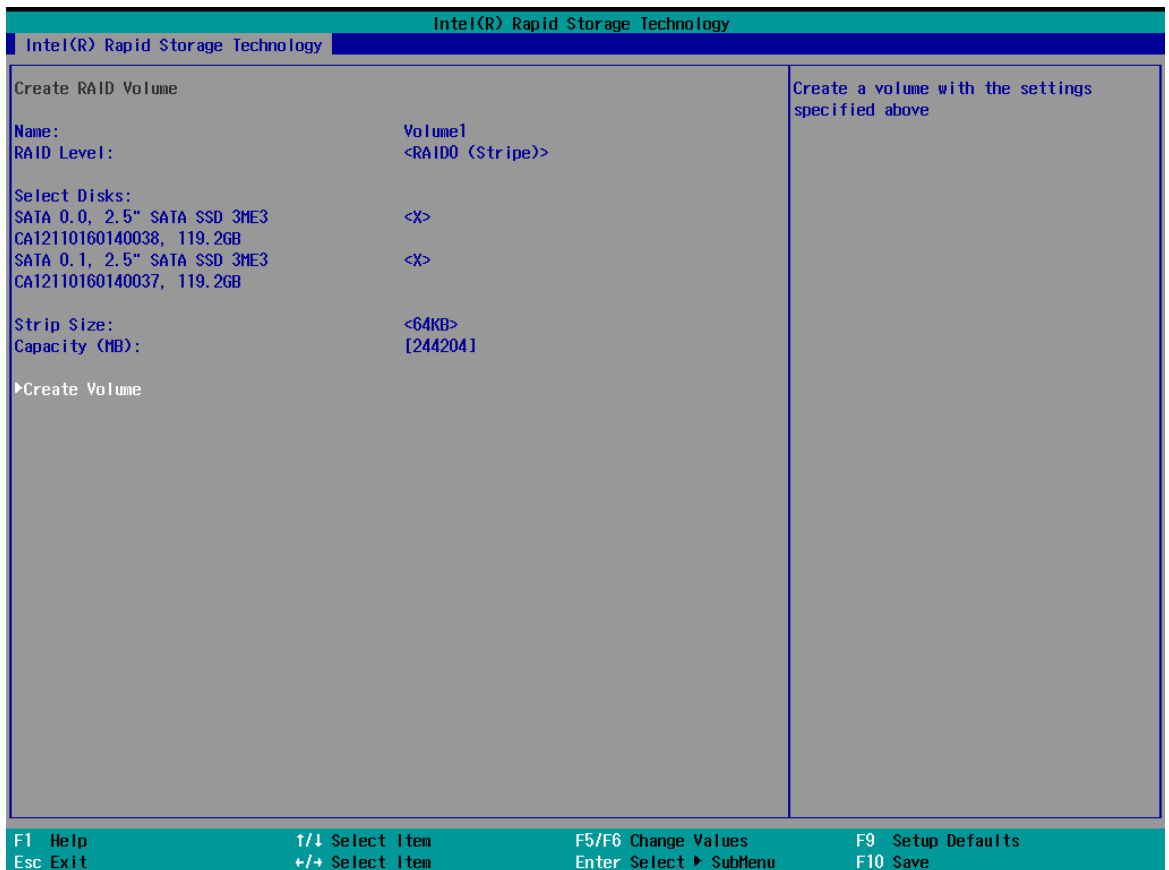 Intel(R) Rapid Storage Technology
Intel(R) Rapid Storage Technology
Create RAID Volume
Name: Volume1
RAID Level: <RAID0 (Stripe)>
Select Disks:
SATA 0.0, 2.5" SATA SSD 3ME3 <X>
CA12110160140038, 119.2GB
SATA 0.1, 2.5" SATA SSD 3ME3 <X>
CA12110160140037, 119.2GB
Strip Size: <64KB>
Capacity (MB): [244204]
▶Create Volume
Create a volume with the settings
specified above
F1 Help ↑/↓ Select Item F5/F6 Change Values F9 Setup Defaults
Esc Exit ←/→ Select Item Enter Select ▶ SubMenu F10 Save